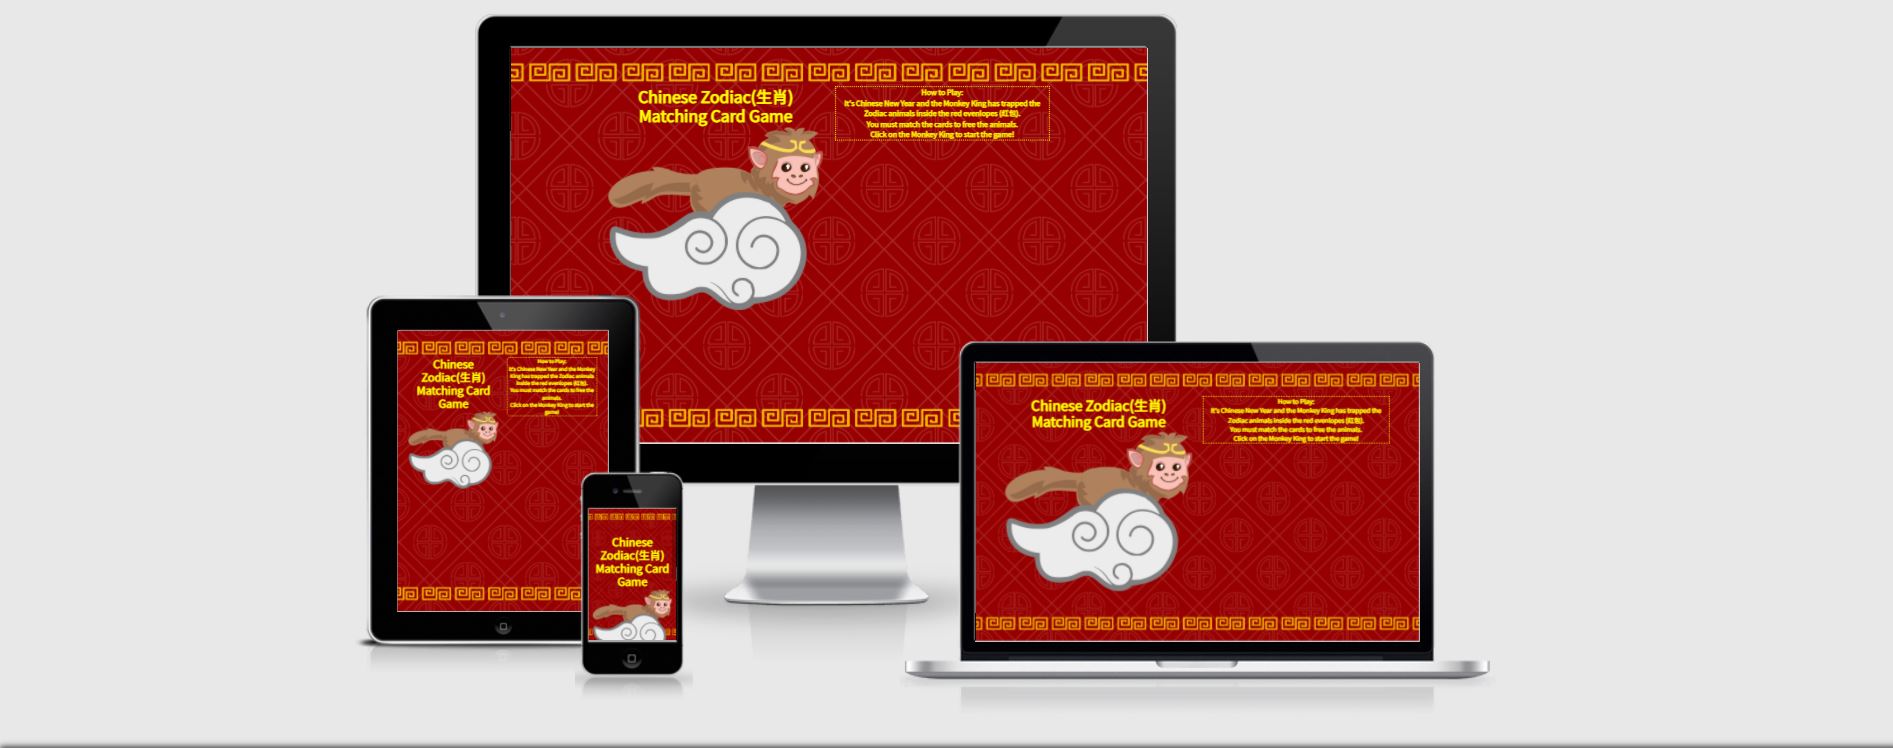 Chinese Zodiac(生肖)
Matching Card Game
How to Play:
It's Chinese New Year and the Monkey King has trapped the
Zodiac animals inside the red evenlopes (红包).
You must match the cards to free the animals.
Click on the Monkey King to start the game!
Chinese
Zodiac(生肖)
Matching Card
Game
How to Play:
It's Chinese New Year and the Monkey
King has trapped the Zodiac animals
inside the red evenlopes (红包).
You must match the cards to free the
animals.
Click on the Monkey King to start the
game!
Chinese
Zodiac(生肖)
Matching Card
Game
Chinese Zodiac(生肖)
Matching Card Game
How to Play:
It's Chinese New Year and the Monkey King has trapped the
Zodiac animals inside the red evenlopes (红包).
You must match the cards to free the animals.
Click on the Monkey King to start the game!